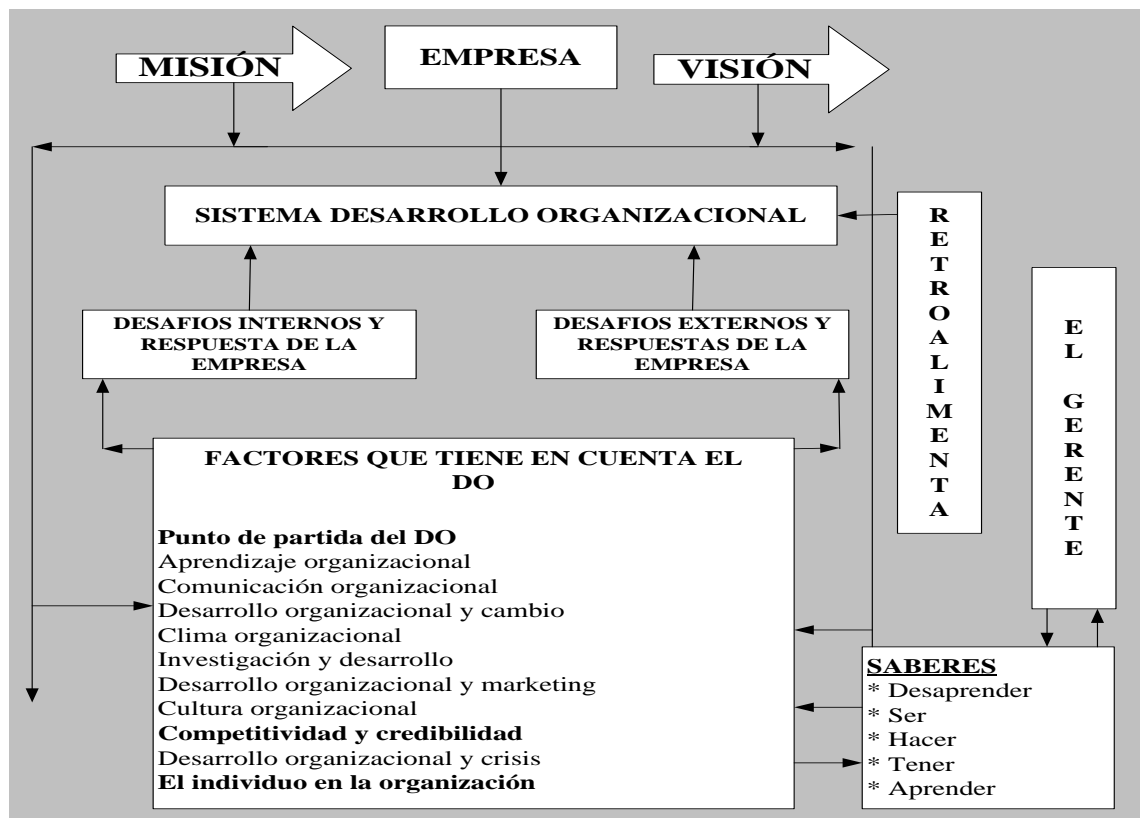 MISIÓN
EMPRESA
VISIÓN
SISTEMA DESARROLLO ORGANIZACIONAL
DESAFIOS INTERNOS Y
RESPUESTA DE LA
EMPRESA
DESAFIOS EXTERNOS Y
RESPUESTAS DE LA
EMPRESA
RETROALIMENTA
EL GERENTE
FACTORES QUE TIENE EN CUENTA EL
DO
Punto de partida del DO
Aprendizaje organizacional
Comunicación organizacional
Desarrollo organizacional y cambio
Clima organizacional
Investigación y desarrollo
Desarrollo organizacional y marketing
Cultura organizacional
Competitividad y credibilidad
Desarrollo organizacional y crisis
El individuo en la organización
SABERES
* Desaprender
* Ser
* Hacer
* Tener
* Aprender